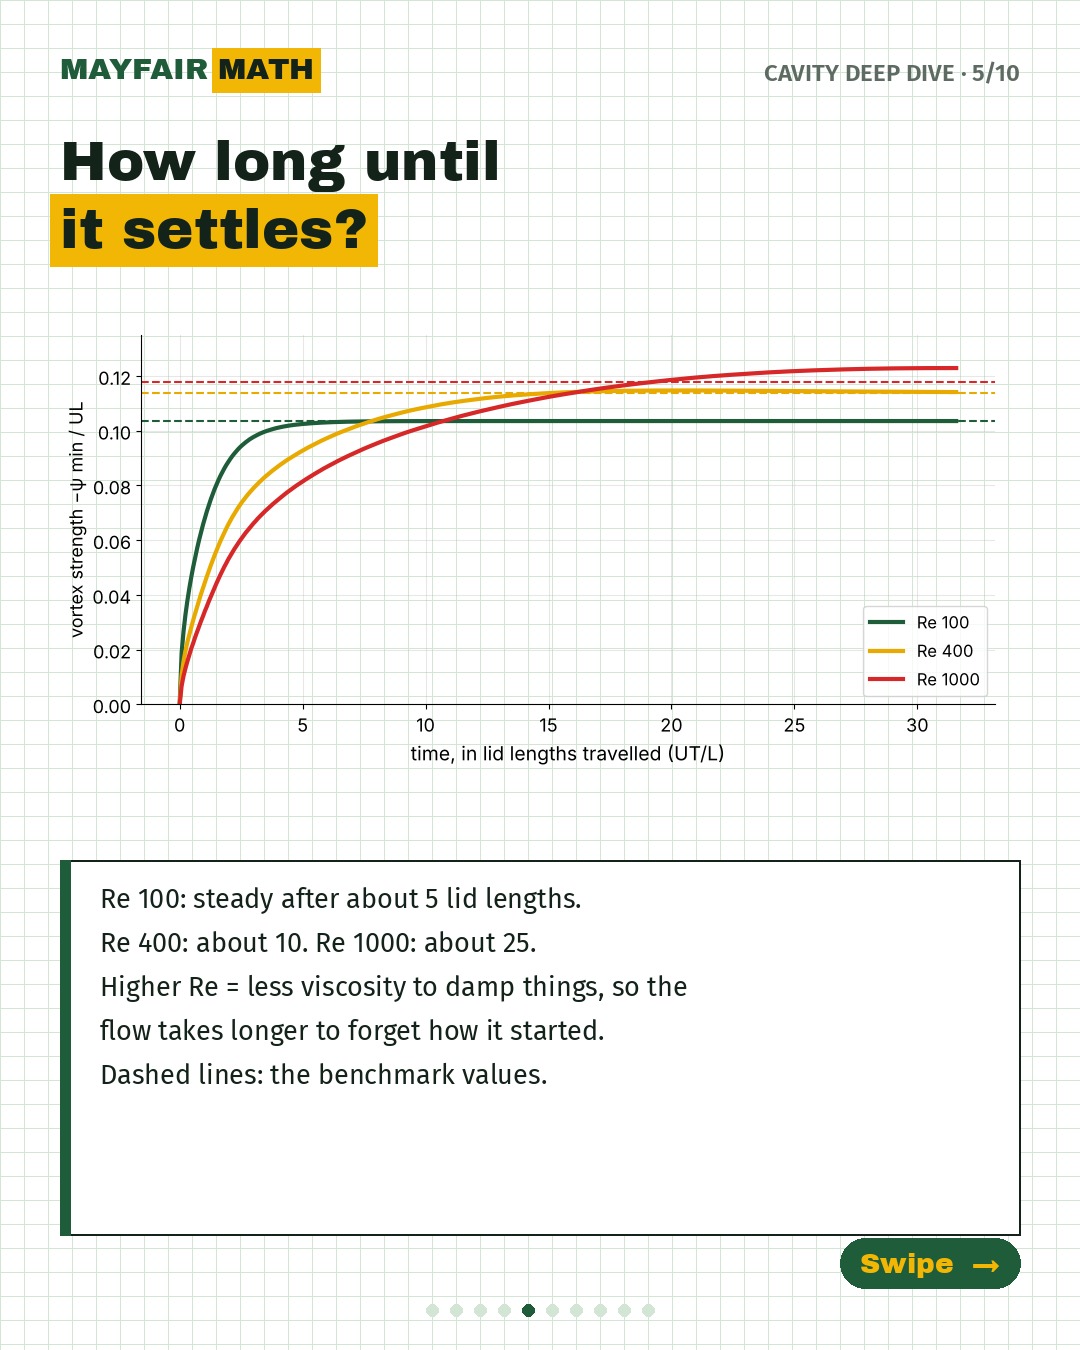 MAYFAIR MATH
CAVITY DEEP DIVE · 5/10
How long until
it settles?
vortex strength −ψ min / UL
0.12
0.10
0.08
0.06
0.04
0.02
0.00
0 5 10 15 20 25 30
time, in lid lengths travelled (UT/L)
Re 100
Re 400
Re 1000
Re 100: steady after about 5 lid lengths.
Re 400: about 10. Re 1000: about 25.
Higher Re = less viscosity to damp things, so the
flow takes longer to forget how it started.
Dashed lines: the benchmark values.
Swipe →